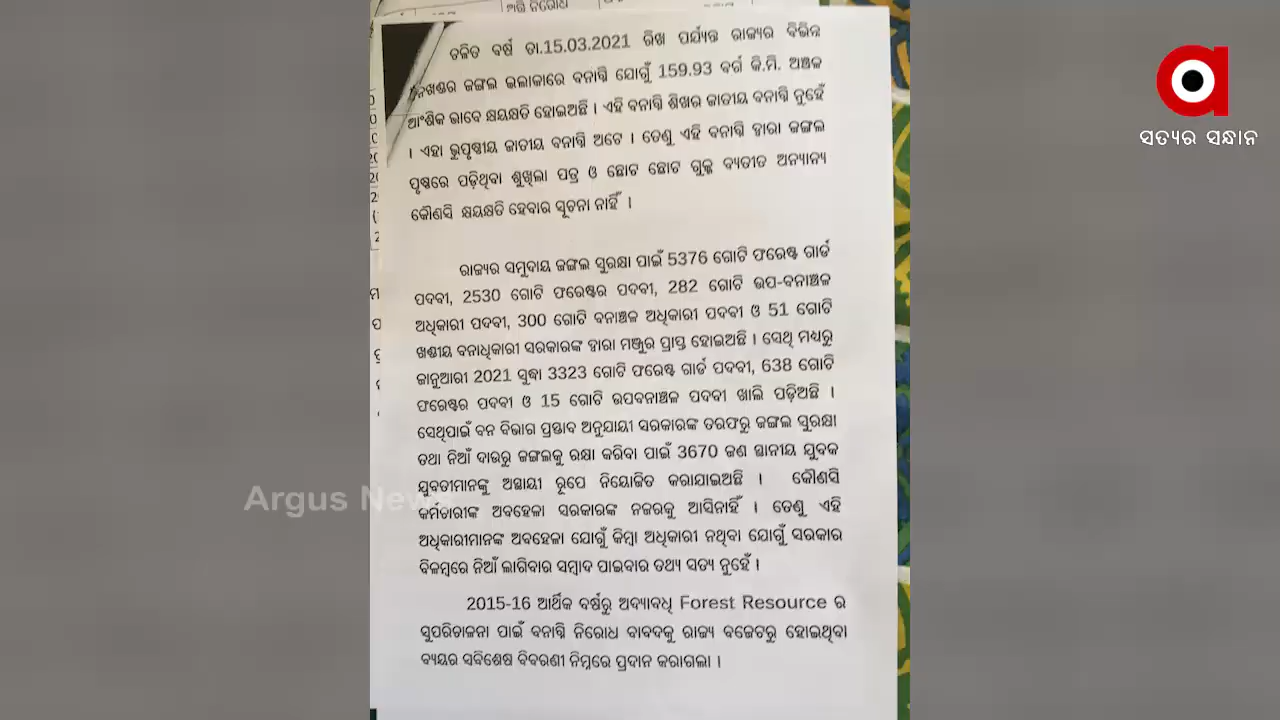 ଅଗ୍ନି ନିରୋଧ
ଚଳିତ ବର୍ଷ ତା.15.03.2021 ରିଖ ପର୍ଯ୍ୟନ୍ତ ରାଜ୍ୟର ବିଭିନ୍ନ
ବନଖଣ୍ଡର ଜଙ୍ଗଲ ଇଲାକାରେ ବନାଗ୍ନି ଯୋଗୁଁ 159.93 ବର୍ଗ କି.ମି. ଅଞ୍ଚଳ
ଆଂଶିକ ଭାବେ କ୍ଷୟକ୍ଷତି ହୋଇଅଛି । ଏହି ବନାଗ୍ନି ଶିଖର ଜାତୀୟ ବନାଗ୍ନି ନୁହେଁ
। ଏହା ଭୁପୃଷ୍ଠୀୟ ଜାତୀୟ ବନାଗ୍ନି ଅଟେ । ତେଣୁ ଏହି ବନାଗ୍ନି ଦ୍ୱାରା ଜଙ୍ଗଲ
ପୃଷ୍ଠରେ ପଡ଼ିଥିବା ଶୁଖିଲା ପତ୍ର ଓ ଛୋଟ ଛୋଟ ଗୁଳ୍ମ ବ୍ୟତୀତ ଅନ୍ୟାନ୍ୟ
କୌଣସି କ୍ଷୟକ୍ଷତି ହେବାର ସୂଚନା ନାହିଁ ।
ରାଜ୍ୟର ସମୁଦାୟ ଜଙ୍ଗଲ ସୁରକ୍ଷା ପାଇଁ 5376 ଗୋଟି ଫରେଷ୍ଟ ଗାର୍ଡ
ପଦବୀ, 2530 ଗୋଟି ଫରେଷ୍ଟର ପଦବୀ, 282 ଗୋଟି ଉପ-ବନାଞ୍ଚଳ
ଅଧିକାରୀ ପଦବୀ, 300 ଗୋଟି ବନାଞ୍ଚଳ ଅଧିକାରୀ ପଦବୀ ଓ 51 ଗୋଟି
ଖଣ୍ଡୀୟ ବନାଧିକାରୀ ସରକାରଙ୍କ ଦ୍ୱାରା ମଞ୍ଜୁର ପ୍ରାପ୍ତ ହୋଇଅଛି । ସେଥି ମଧ୍ୟରୁ
ଜାନୁଆରୀ 2021 ସୁଦ୍ଧା 3323 ଗୋଟି ଫରେଷ୍ଟ ଗାର୍ଡ ପଦବୀ, 638 ଗୋଟି
ଫରେଷ୍ଟର ପଦବୀ ଓ 15 ଗୋଟି ଉପବନାଞ୍ଚଳ ପଦବୀ ଖାଲି ପଡ଼ିଅଛି ।
ସେଥିପାଇଁ ବନ ବିଭାଗ ପ୍ରସ୍ତାବ ଅନୁଯାୟୀ ସରକାରଙ୍କ ତରଫରୁ ଜଙ୍ଗଲ ସୁରକ୍ଷା
ତଥା ନିଆଁ ଦାଉରୁ ଜଙ୍ଗଲକୁ ରକ୍ଷା କରିବା ପାଇଁ 3670 ଜଣ ସ୍ଥାନୀୟ ଯୁବକ
ଯୁବତୀମାନଙ୍କୁ ଅସ୍ଥାୟୀ ରୂପେ ନିୟୋଜିତ କରାଯାଇଅଛି । କୌଣସି
କର୍ମଚାରୀଙ୍କ ଅବହେଳା ସରକାରଙ୍କ ନଜରକୁ ଆସିନାହିଁ । ତେଣୁ ଏହି
ଅଧିକାରୀମାନଙ୍କ ଅବହେଳା ଯୋଗୁଁ କିମ୍ବା ଅଧିକାରୀ ନଥିବା ଯୋଗୁଁ ସରକାର
ବିଳମ୍ବରେ ନିଆଁ ଲାଗିବାର ସମ୍ବାଦ ପାଇବାର ତଥ୍ୟ ସତ୍ୟ ନୁହେଁ ।
2015-16 ଆର୍ଥିକ ବର୍ଷରୁ ଅଦ୍ୟାବଧି Forest Resource ର
ସୁପରିଚାଳନା ପାଇଁ ବନାଗ୍ନି ନିରୋଧ ବାବଦକୁ ରାଜ୍ୟ ବଜେଟରୁ ହୋଇଥିବା
ବ୍ୟୟର ସବିଶେଷ ବିବରଣୀ ନିମ୍ନରେ ପ୍ରଦାନ କରାଗଲା ।
ସତ୍ୟର ସନ୍ଧାନ
Argus News